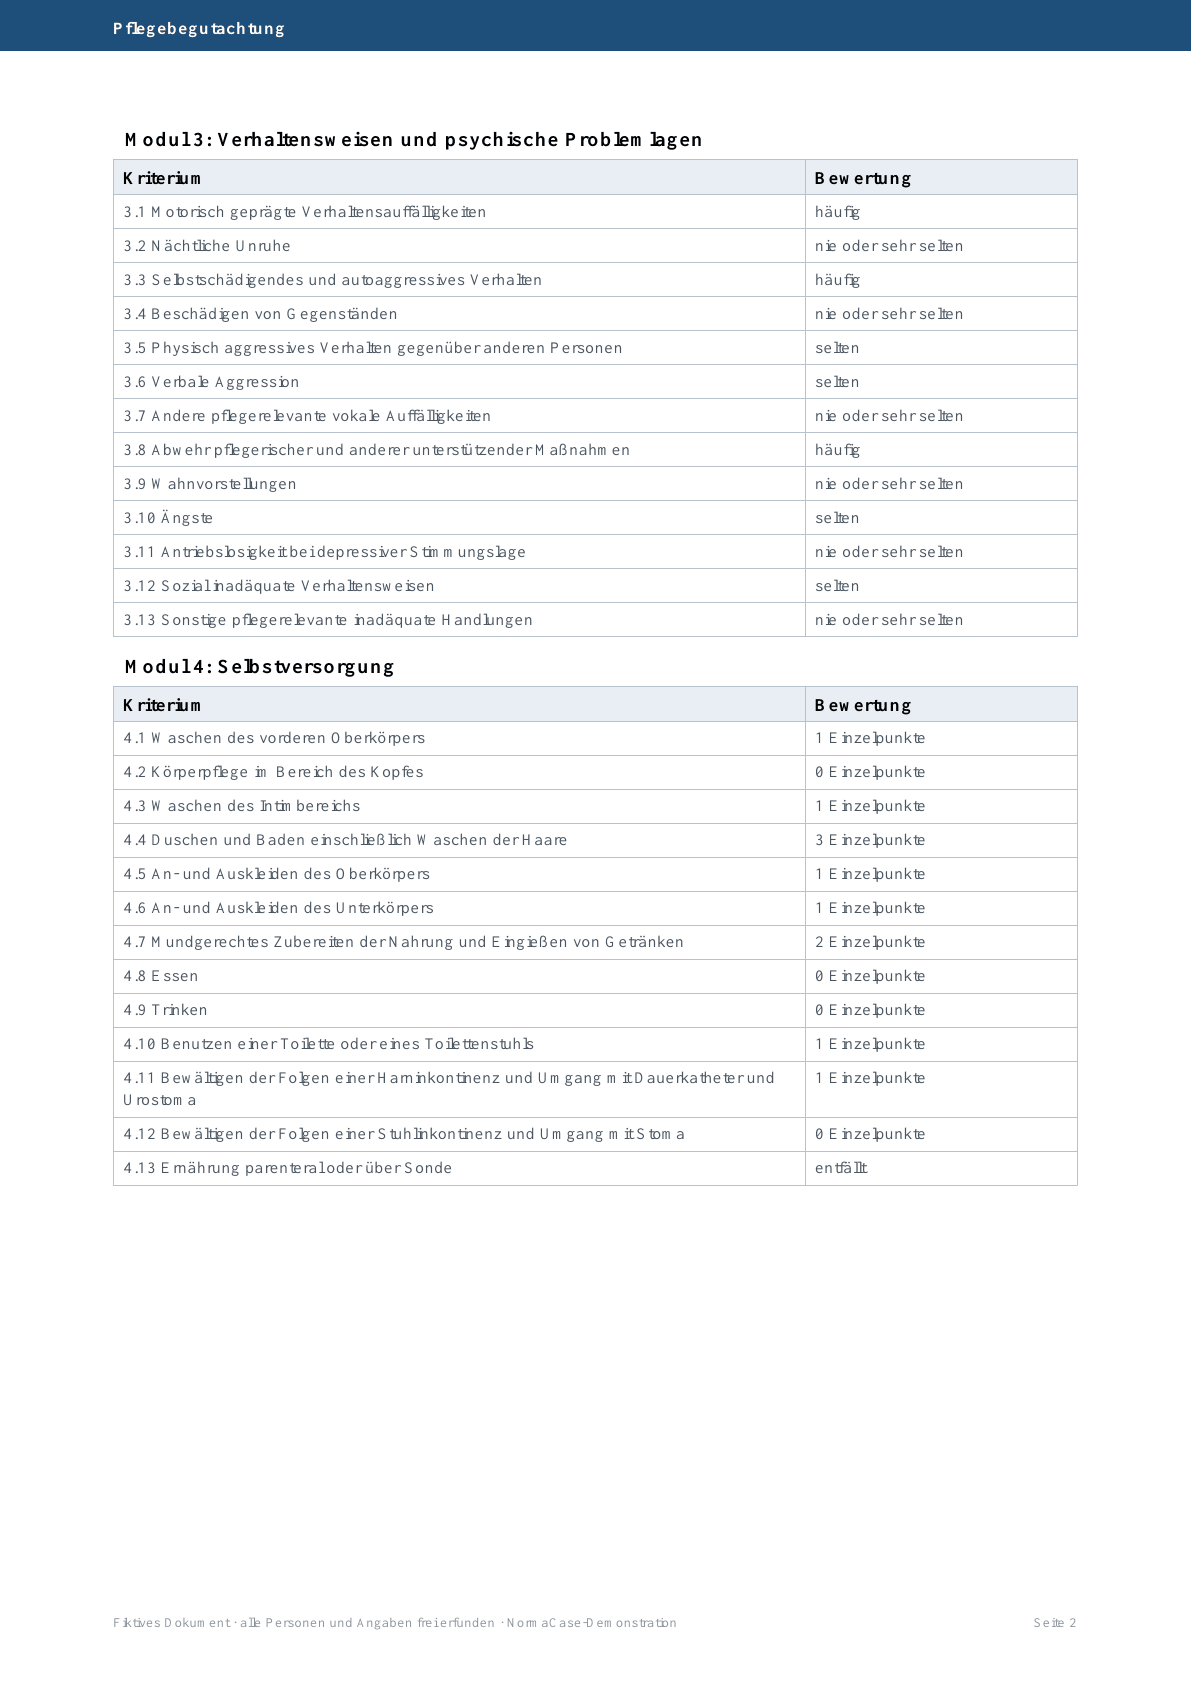 Pflegebegutachtung
Modul 3: Verhaltensweisen und psychische Problemlagen
Kriterium Bewertung
3.1 Motorisch geprägte Verhaltensauffälligkeiten häufig
3.2 Nächtliche Unruhe nie oder sehr selten
3.3 Selbstschädigendes und autoaggressives Verhalten häufig
3.4 Beschädigen von Gegenständen nie oder sehr selten
3.5 Physisch aggressives Verhalten gegenüber anderen Personen selten
3.6 Verbale Aggression selten
3.7 Andere pflegerelevante vokale Auffälligkeiten nie oder sehr selten
3.8 Abwehr pflegerischer und anderer unterstützender Maßnahmen häufig
3.9 Wahnvorstellungen nie oder sehr selten
3.10 Ängste selten
3.11 Antriebslosigkeit bei depressiver Stimmungslage nie oder sehr selten
3.12 Sozial inadäquate Verhaltensweisen selten
3.13 Sonstige pflegerelevante inadäquate Handlungen nie oder sehr selten
Modul 4: Selbstversorgung
Kriterium Bewertung
4.1 Waschen des vorderen Oberkörpers 1 Einzelpunkte
4.2 Körperpflege im Bereich des Kopfes 0 Einzelpunkte
4.3 Waschen des Intimbereichs 1 Einzelpunkte
4.4 Duschen und Baden einschließlich Waschen der Haare 3 Einzelpunkte
4.5 An- und Auskleiden des Oberkörpers 1 Einzelpunkte
4.6 An- und Auskleiden des Unterkörpers 1 Einzelpunkte
4.7 Mundgerechtes Zubereiten der Nahrung und Eingießen von Getränken 2 Einzelpunkte
4.8 Essen 0 Einzelpunkte
4.9 Trinken 0 Einzelpunkte
4.10 Benutzen einer Toilette oder eines Toilettenstuhls 1 Einzelpunkte
4.11 Bewältigen der Folgen einer Harninkontinenz und Umgang mit Dauerkatheter und 1 Einzelpunkte
Urostoma
4.12 Bewältigen der Folgen einer Stuhlinkontinenz und Umgang mit Stoma 0 Einzelpunkte
4.13 Ernährung parenteral oder über Sonde entfällt
Fiktives Dokument · alle Personen und Angaben frei erfunden · NormaCase-Demonstration Seite 2